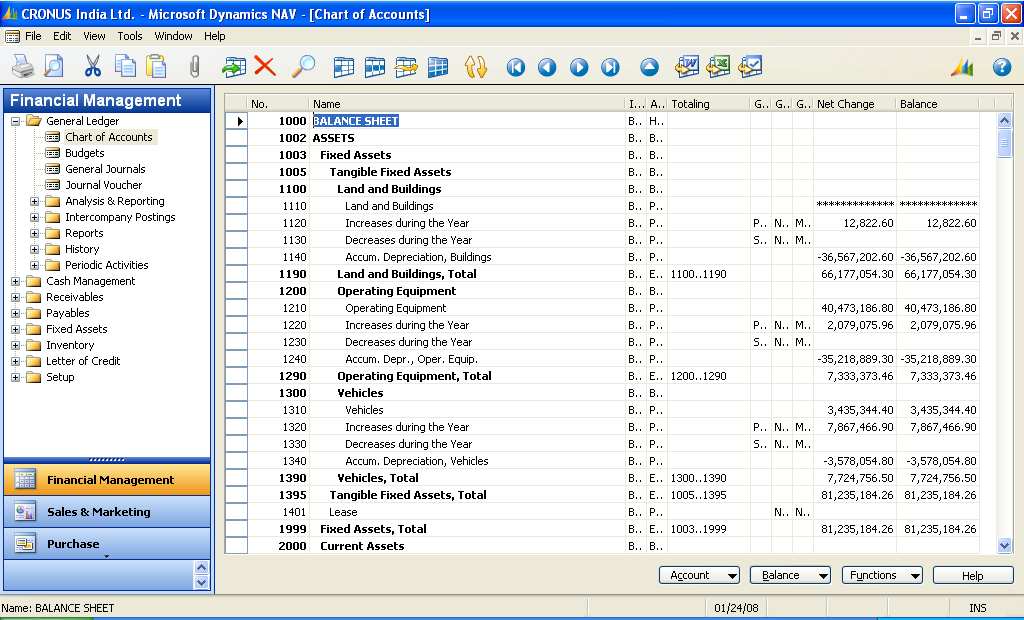 CRONUS India Ltd. - Microsoft Dynamics NAV - [Chart of Accounts]
File Edit View Tools Window Help
Financial Management
General Ledger
Chart of Accounts
Budgets
General Journals
Journal Voucher
Analysis & Reporting
Intercompany Postings
Reports
History
Periodic Activities
Cash Management
Receivables
Payables
Fixed Assets
Inventory
Letter of Credit
Setup
Financial Management
Sales & Marketing
Purchase
No. Name I... A.. Totaling G.. G.. G.. Net Change Balance
1000 BALANCE SHEET B.. H..
1002 ASSETS B.. B..
1003 Fixed Assets B.. B..
1005 Tangible Fixed Assets B.. B..
1100 Land and Buildings B.. B..
1110 Land and Buildings B.. P.. ************* *************
1120 Increases during the Year B.. P.. P.. N.. M.. 12,822.60 12,822.60
1130 Decreases during the Year B.. P.. S.. N.. M..
1140 Accum. Depreciation, Buildings B.. P.. -36,567,202.60 -36,567,202.60
1190 Land and Buildings, Total B.. E.. 1100..1190 66,177,054.30 66,177,054.30
1200 Operating Equipment B.. B..
1210 Operating Equipment B.. P.. 40,473,186.80 40,473,186.80
1220 Increases during the Year B.. P.. P.. N.. M.. 2,079,075.96 2,079,075.96
1230 Decreases during the Year B.. P.. S.. N.. M..
1240 Accum. Depr., Oper. Equip. B.. P.. -35,218,889.30 -35,218,889.30
1290 Operating Equipment, Total B.. E.. 1200..1290 7,333,373.46 7,333,373.46
1300 Vehicles B.. B..
1310 Vehicles B.. P.. 3,435,344.40 3,435,344.40
1320 Increases during the Year B.. P.. P.. N.. M.. 7,867,466.90 7,867,466.90
1330 Decreases during the Year B.. P.. S.. N.. M..
1340 Accum. Depreciation, Vehicles B.. P.. -3,578,054.80 -3,578,054.80
1390 Vehicles, Total B.. E.. 1300..1390 7,724,756.50 7,724,756.50
1395 Tangible Fixed Assets, Total B.. E.. 1005..1395 81,235,184.26 81,235,184.26
1401 Lease B.. P.. N.. N..
1999 Fixed Assets, Total B.. E.. 1003..1999 81,235,184.26 81,235,184.26
2000 Current Assets B.. B..
Account Balance Functions Help
Name: BALANCE SHEET 01/24/08 INS